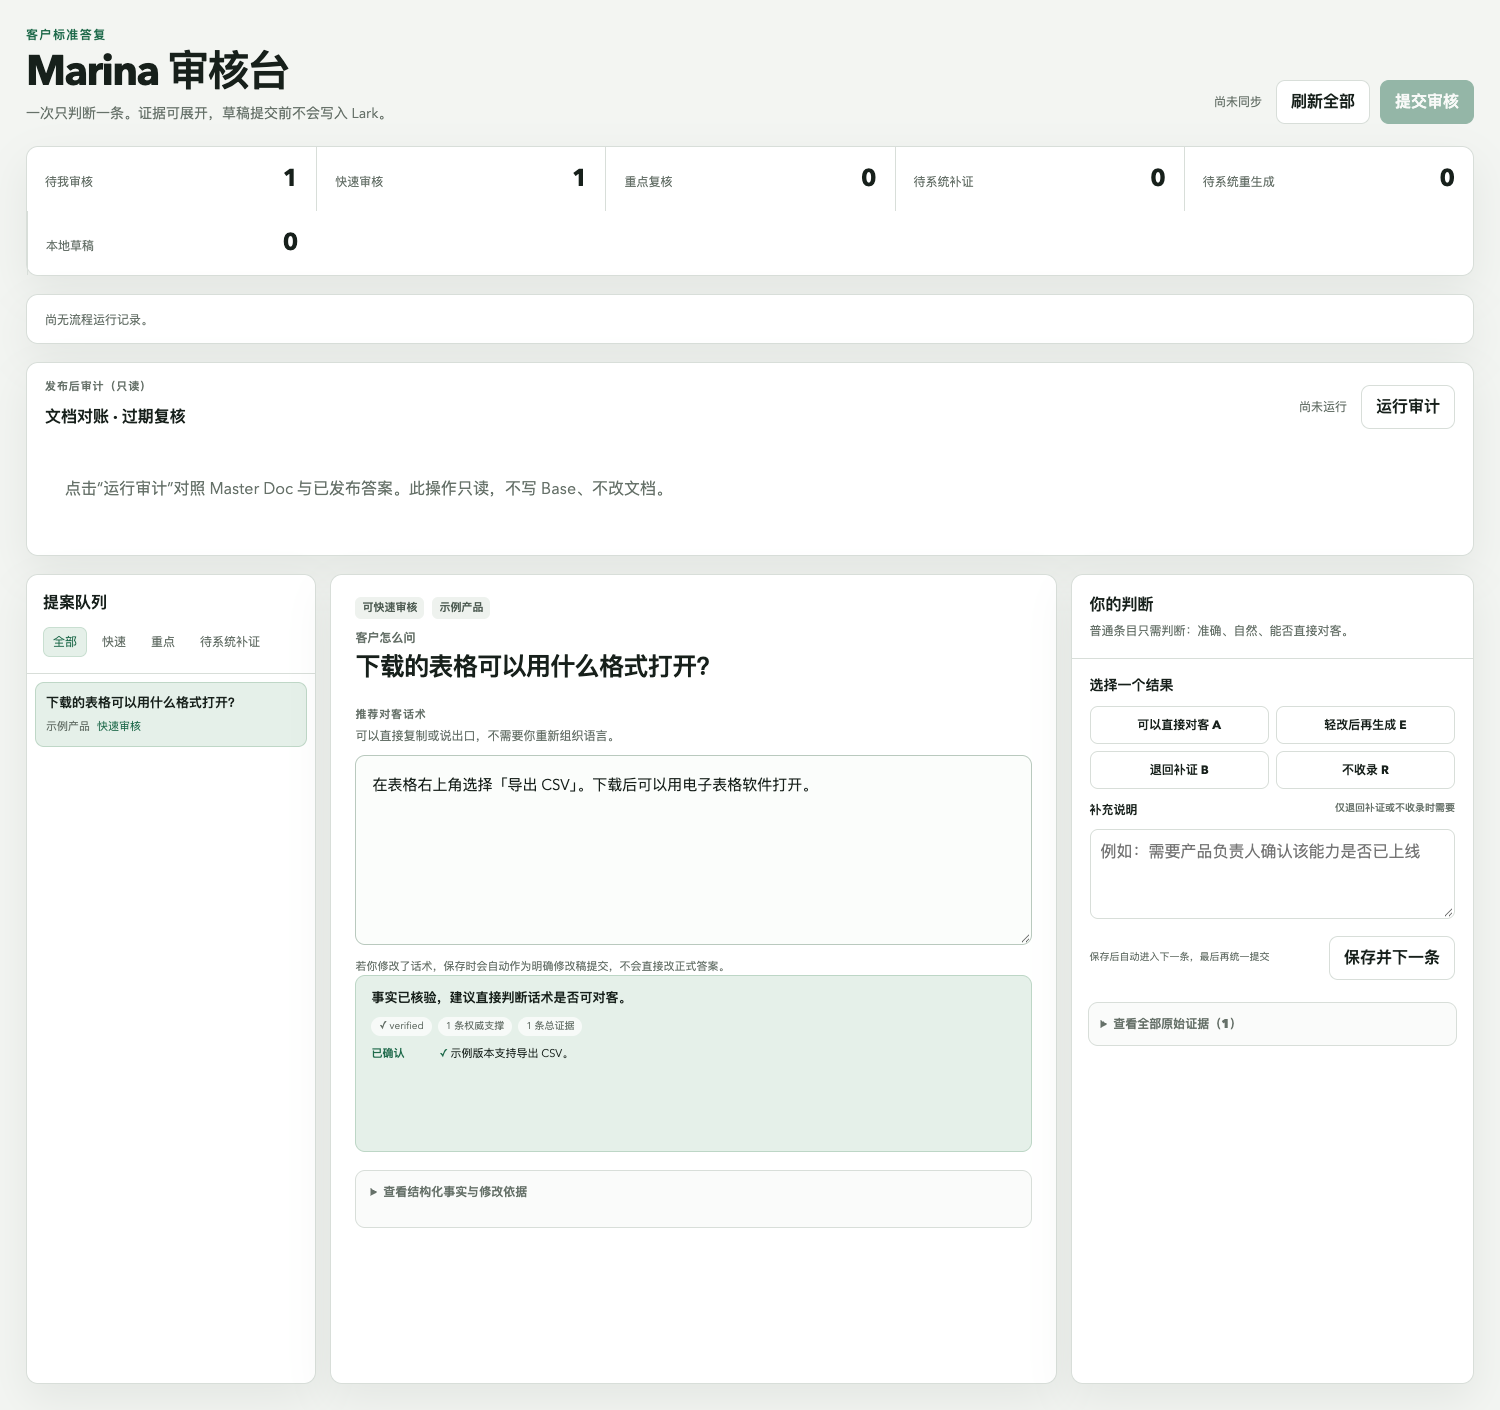 客户标准答复
Marina 审核台
一次只判断一条。证据可展开，草稿提交前不会写入 Lark。
尚未同步
刷新全部
提交审核
待我审核 1
快速审核 1
重点复核 0
待系统补证 0
待系统重生成 0
本地草稿 0
尚无流程运行记录。
发布后审计（只读）
文档对账 · 过期复核
尚未运行
运行审计
点击“运行审计”对照 Master Doc 与已发布答案。此操作只读，不写 Base、不改文档。
提案队列
全部 快速 重点 待系统补证
下载的表格可以用什么格式打开？
示例产品 快速审核
可快速审核 示例产品
客户怎么问
下载的表格可以用什么格式打开？
推荐对客话术
可以直接复制或说出口，不需要你重新组织语言。
在表格右上角选择「导出 CSV」。下载后可以用电子表格软件打开。
若你修改了话术，保存时会自动作为明确修改稿提交，不会直接改正式答案。
事实已核验，建议直接判断话术是否可对客。
✓ verified 1 条权威支撑 1 条总证据
已确认 ✓ 示例版本支持导出 CSV。
▶ 查看结构化事实与修改依据
你的判断
普通条目只需判断：准确、自然、能否直接对客。
选择一个结果
可以直接对客 A
轻改后再生成 E
退回补证 B
不收录 R
补充说明
仅退回补证或不收录时需要
例如：需要产品负责人确认该能力是否已上线
保存后自动进入下一条，最后再统一提交
保存并下一条
▶ 查看全部原始证据（1）